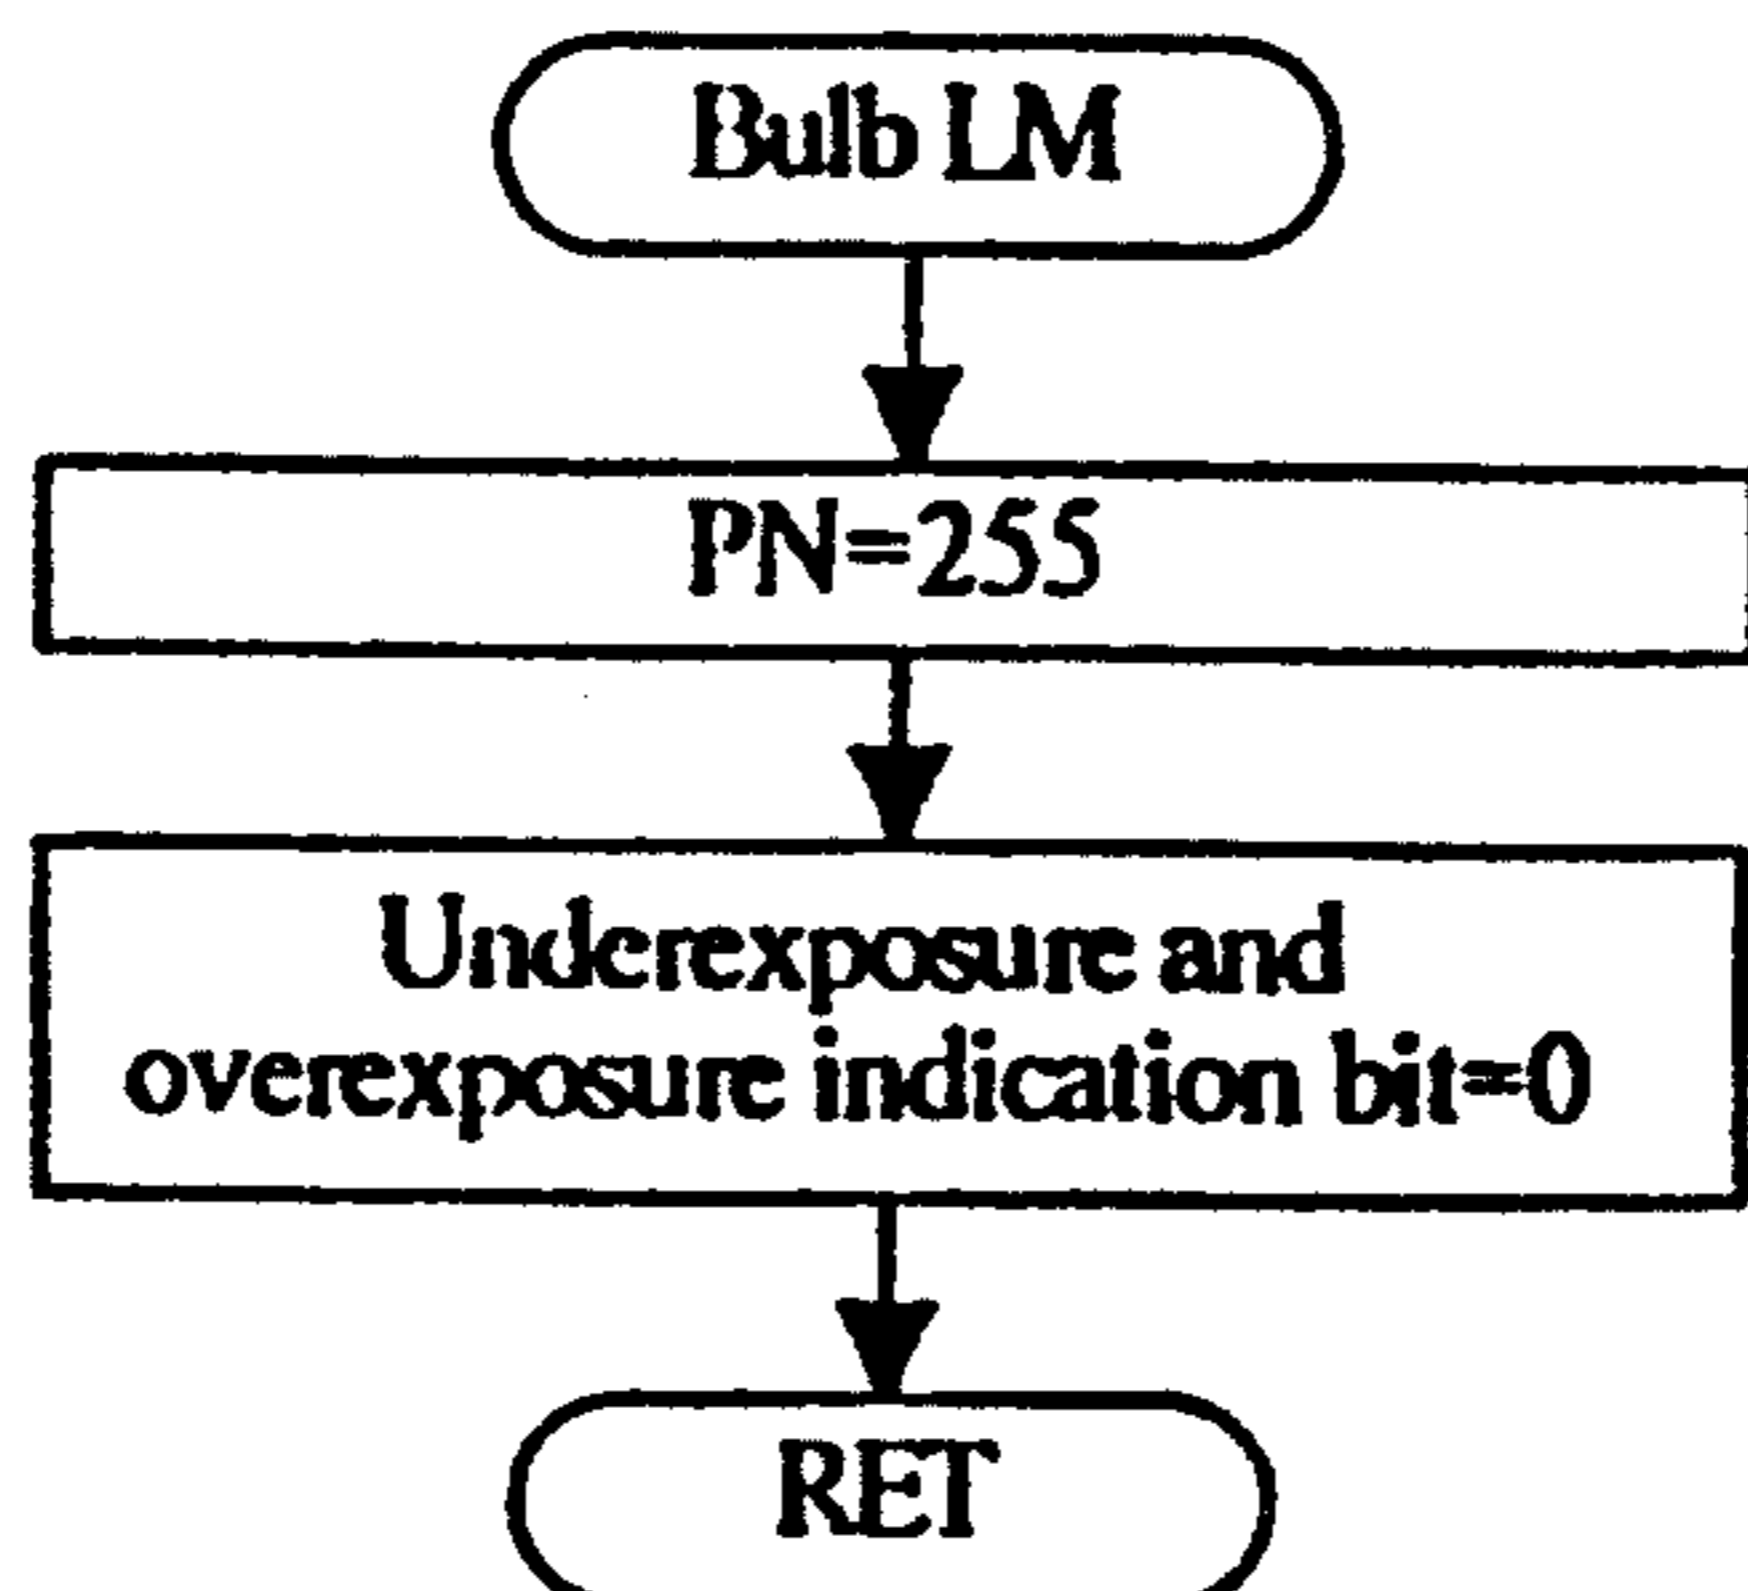 Bulb LM
PN=255
Underexposure and
overexposure indication bit=0
RET